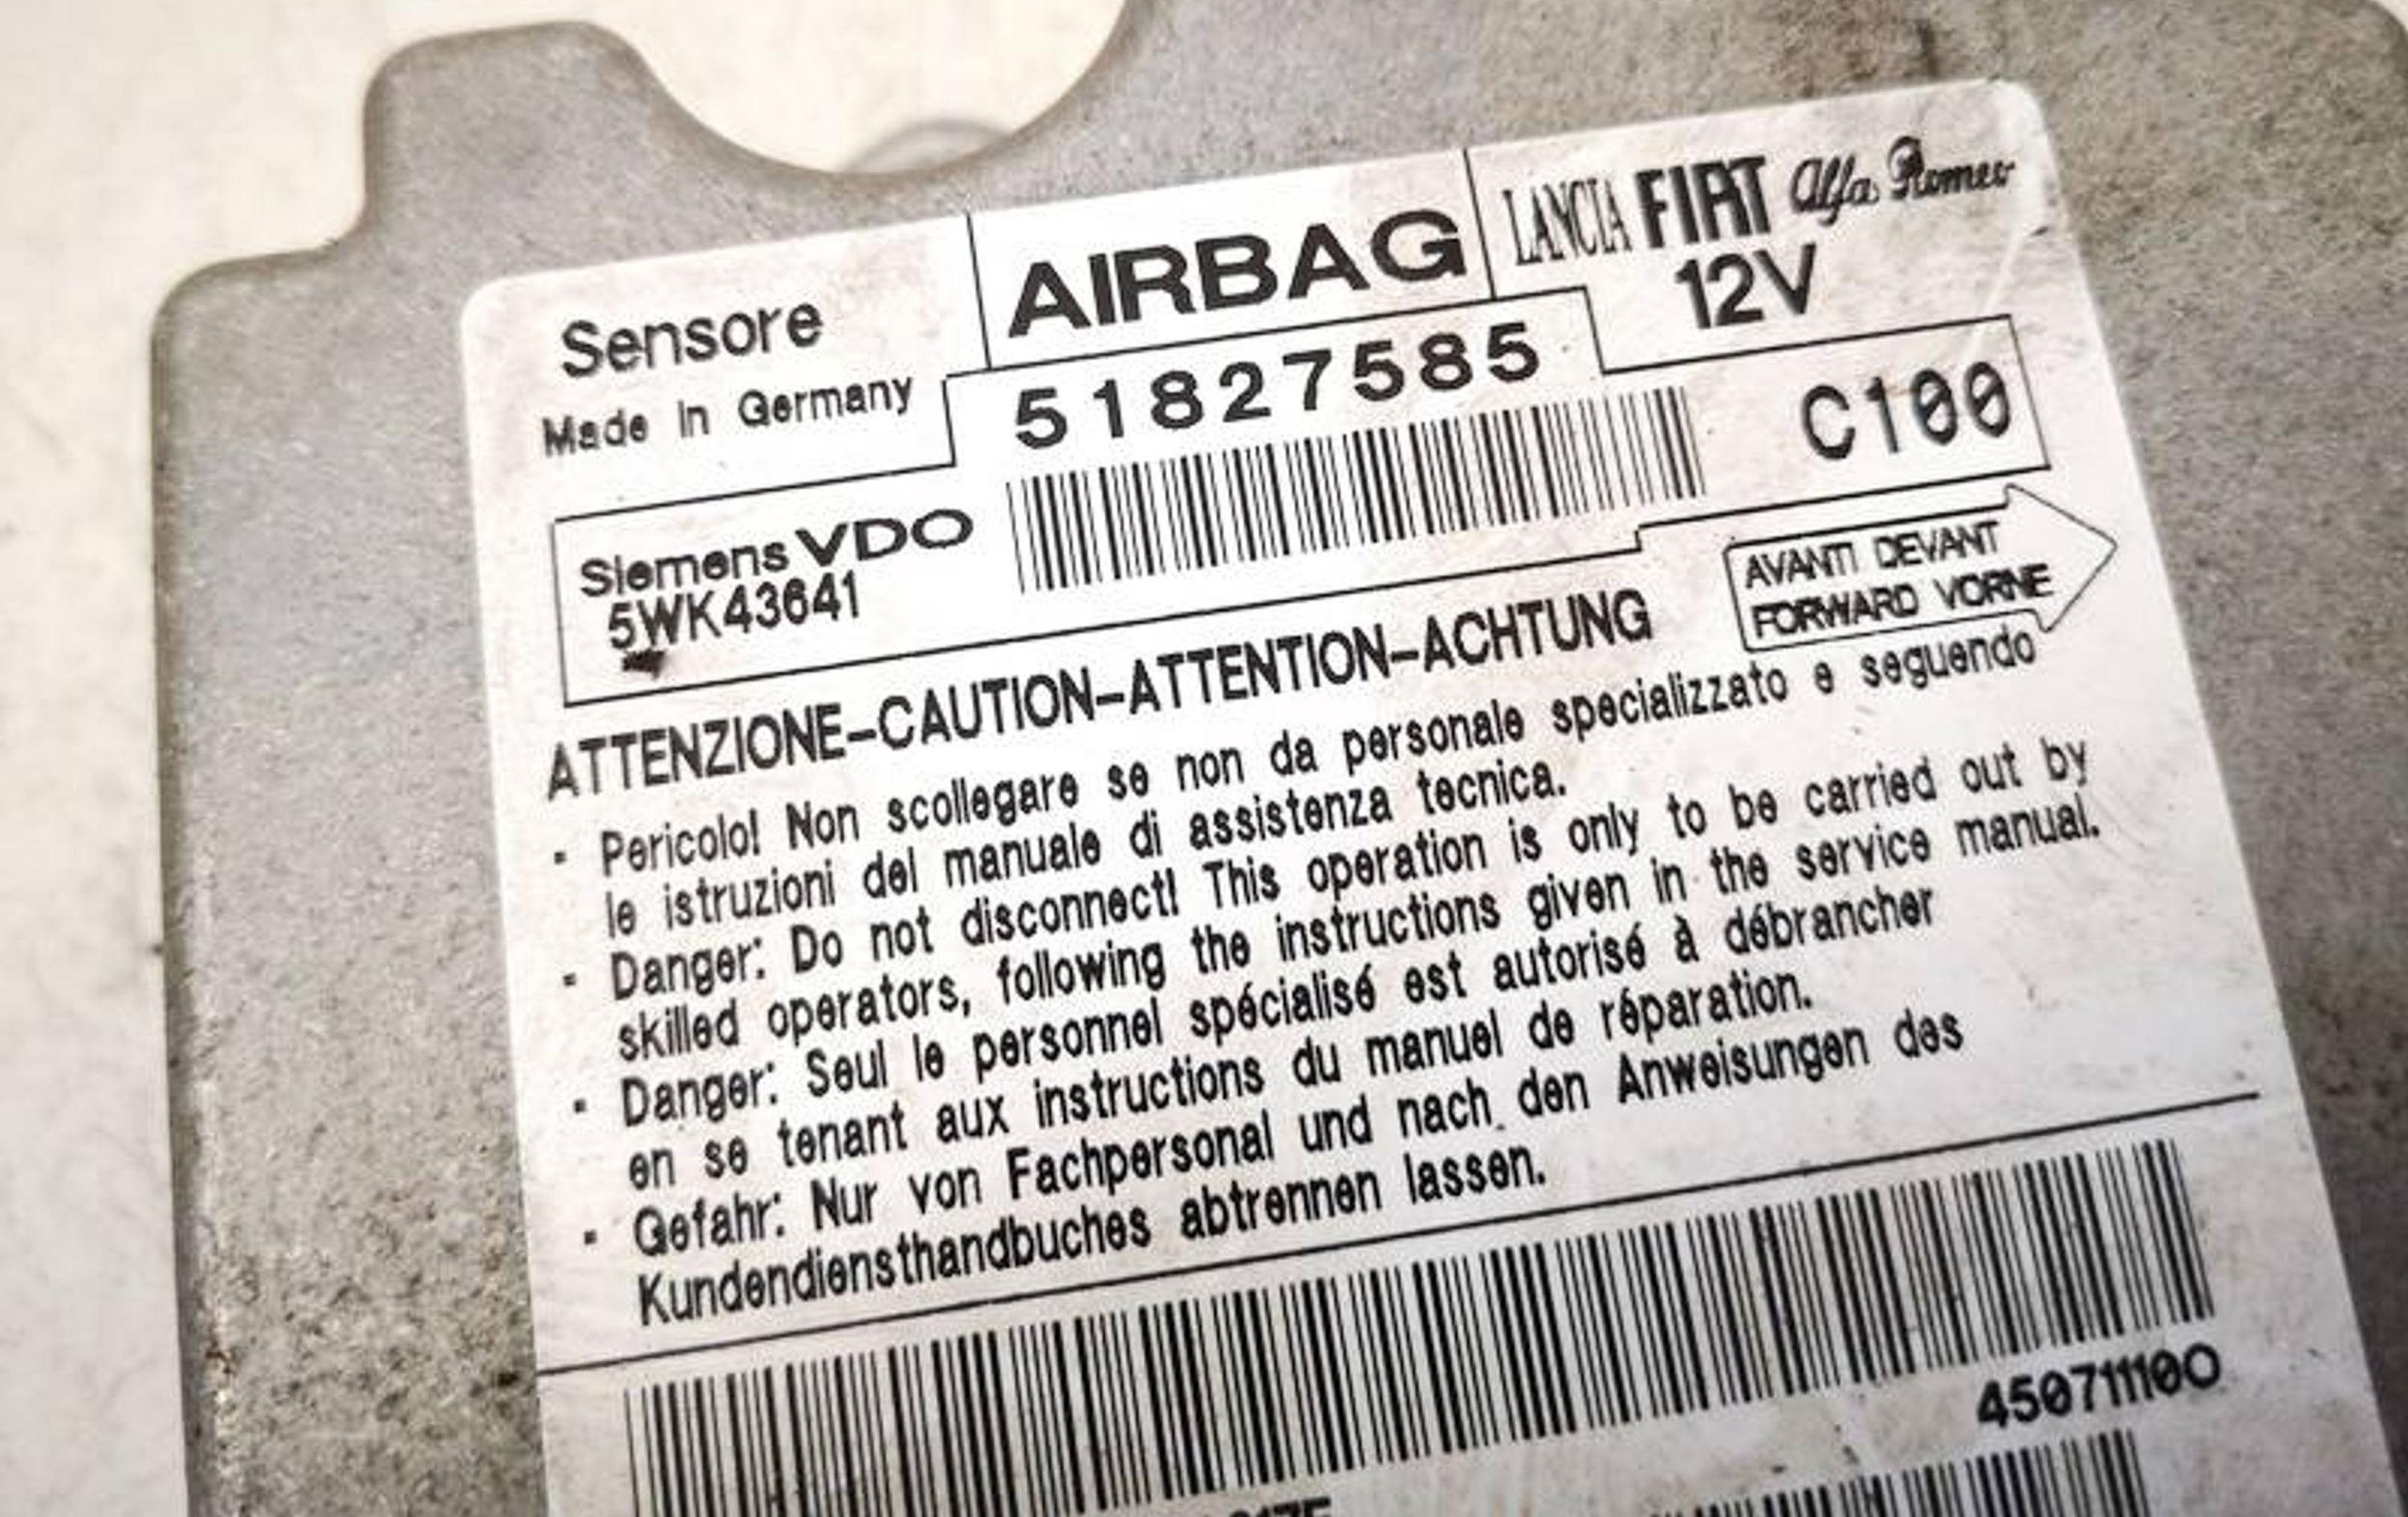 Sensore
Made in Germany
AIRBAG
LANCIA FIAT Alfa Romeo
12V
51827585
C100
Siemens VDO
5WK43641
AVANTI DEVANT
FORWARD VORNE
ATTENZIONE-CAUTION-ATTENTION-ACHTUNG
- Pericolo! Non scollegare se non da personale specializzato e seguendo
le istruzioni del manuale di assistenza tecnica.
- Danger: Do not disconnect! This operation is only to be carried out by
skilled operators, following the instructions given in the service manual.
- Danger: Seul le personnel spécialisé est autorisé à débrancher
en se tenant aux instructions du manuel de réparation.
- Gefahr: Nur von Fachpersonal und nach den Anweisungen des
Kundendiensthandbuches abtrennen lassen.
450711100